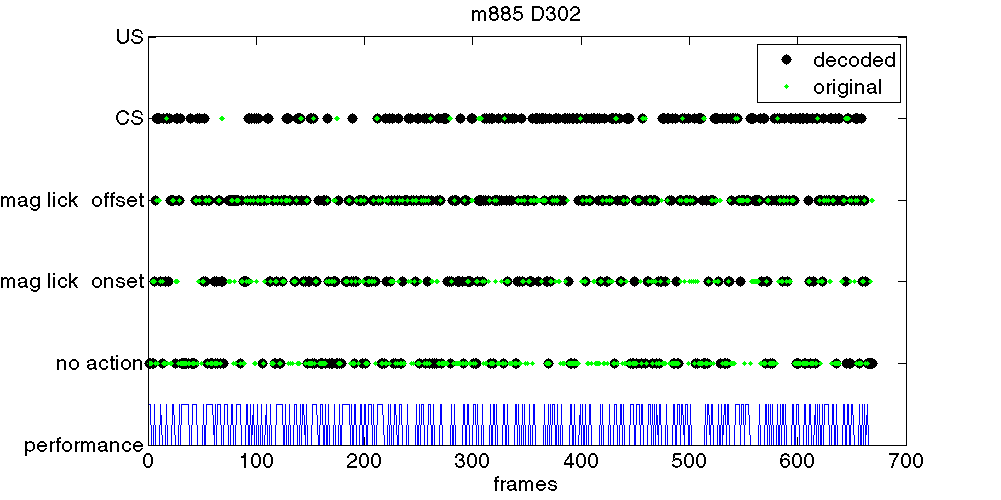 m885 D302
US
decoded
original
CS
mag lick offset
mag lick onset
no action
performance
0 100 200 300 400 500 600 700
frames